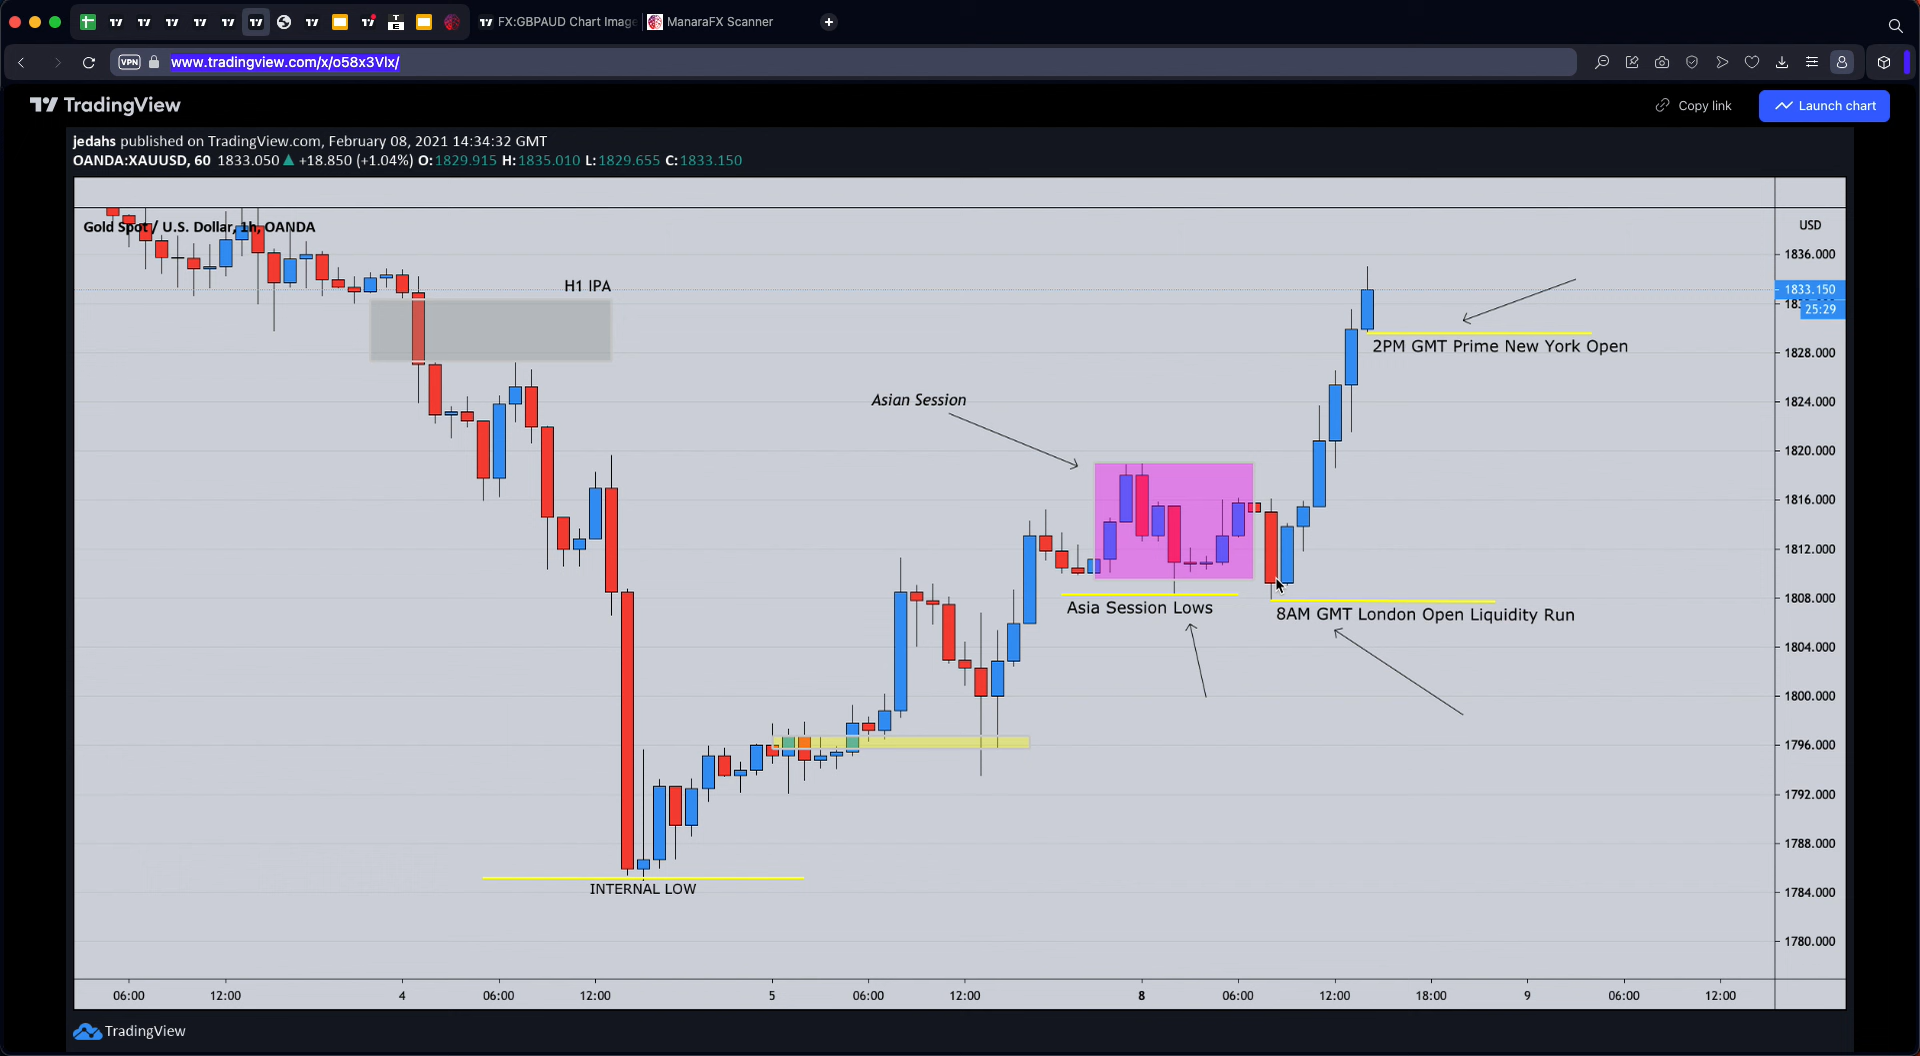 FX:GBPAUD Chart Image
ManaraFX Scanner
VPN
www.tradingview.com/x/o58x3Vlx/
TradingView
Copy link
Launch chart
jedahs published on TradingView.com, February 08, 2021 14:34:32 GMT
OANDA:XAUUSD, 60 1833.050 ▲ +18.850 (+1.04%) O:1829.915 H:1835.010 L:1829.655 C:1833.150
Gold Spot / U.S. Dollar, 1h, OANDA
USD
1836.000
H1 IPA
1833.150
25:29
2PM GMT Prime New York Open
1828.000
Asian Session
1824.000
1820.000
1816.000
1812.000
1808.000
Asia Session Lows
8AM GMT London Open Liquidity Run
1804.000
1800.000
1796.000
1792.000
1788.000
INTERNAL LOW
1784.000
1780.000
06:00 12:00 4 06:00 12:00 5 06:00 12:00 8 06:00 12:00 18:00 9 06:00 12:00
TradingView